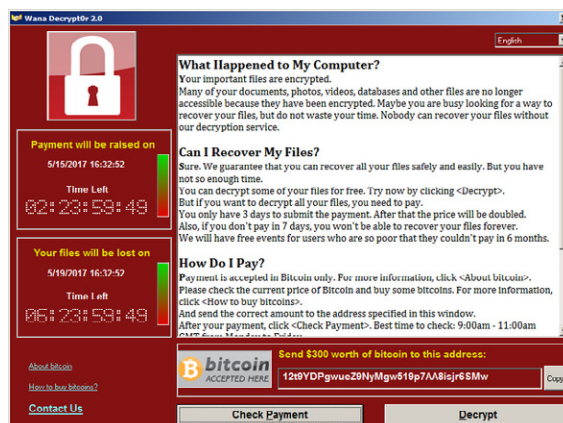 Wana Decrypt0r 2.0
English
What Happened to My Computer?
Your important files are encrypted.
Many of your documents, photos, videos, databases and other files are no longer
accessible because they have been encrypted. Maybe you are busy looking for a way to
recover your files, but do not waste your time. Nobody can recover your files without
our decryption service.
Can I Recover My Files?
Sure. We guarantee that you can recover all your files safely and easily. But you have
not so enough time.
You can decrypt some of your files for free. Try now by clicking <Decrypt>.
But if you want to decrypt all your files, you need to pay.
You only have 3 days to submit the payment. After that the price will be doubled.
Also, if you don't pay in 7 days, you won't be able to recover your files forever.
We will have free events for users who are so poor that they couldn't pay in 6 months.
How Do I Pay?
Payment is accepted in Bitcoin only. For more information, click <About bitcoin>.
Please check the current price of Bitcoin and buy some bitcoins. For more information,
click <How to buy bitcoins>.
And send the correct amount to the address specified in this window.
After your payment, click <Check Payment>. Best time to check: 9:00am - 11:00am
GMT from Monday to Friday.
Payment will be raised on
5/15/2017 16:32:52
Time Left
02:23:59:49
Your files will be lost on
5/19/2017 16:32:52
Time Left
06:23:59:49
About bitcoin
How to buy bitcoins?
Contact Us
bitcoin
ACCEPTED HERE
Send $300 worth of bitcoin to this address:
12t9YDPgwueZ9NyMgw519p7AA8isjr6SMw
Copy
Check Payment
Decrypt